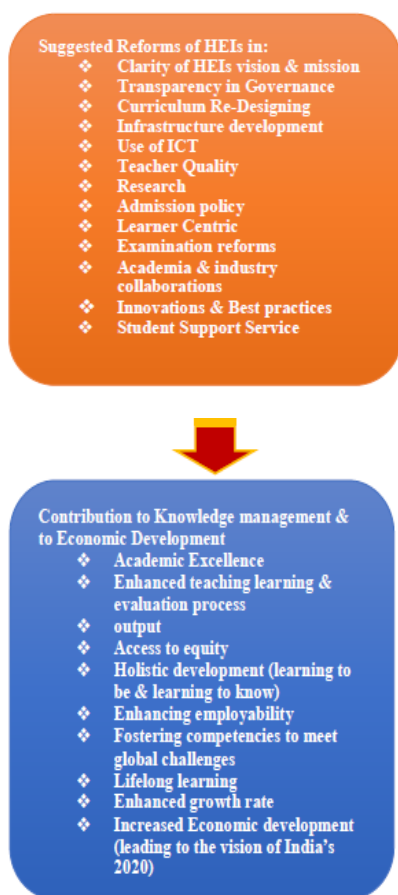 Suggested Reforms of HEIs in:
❖ Clarity of HEIs vision & mission
❖ Transparency in Governance
❖ Curriculum Re-Designing
❖ Infrastructure development
❖ Use of ICT
❖ Teacher Quality
❖ Research
❖ Admission policy
❖ Learner Centric
❖ Examination reforms
❖ Academia & industry
collaborations
❖ Innovations & Best practices
❖ Student Support Service
Contribution to Knowledge management &
to Economic Development
❖ Academic Excellence
❖ Enhanced teaching learning &
evaluation process
❖ output
❖ Access to equity
❖ Holistic development (learning to
be & learning to know)
❖ Enhancing employability
❖ Fostering competencies to meet
global challenges
❖ Lifelong learning
❖ Enhanced growth rate
❖ Increased Economic development
(leading to the vision of India's
2020)